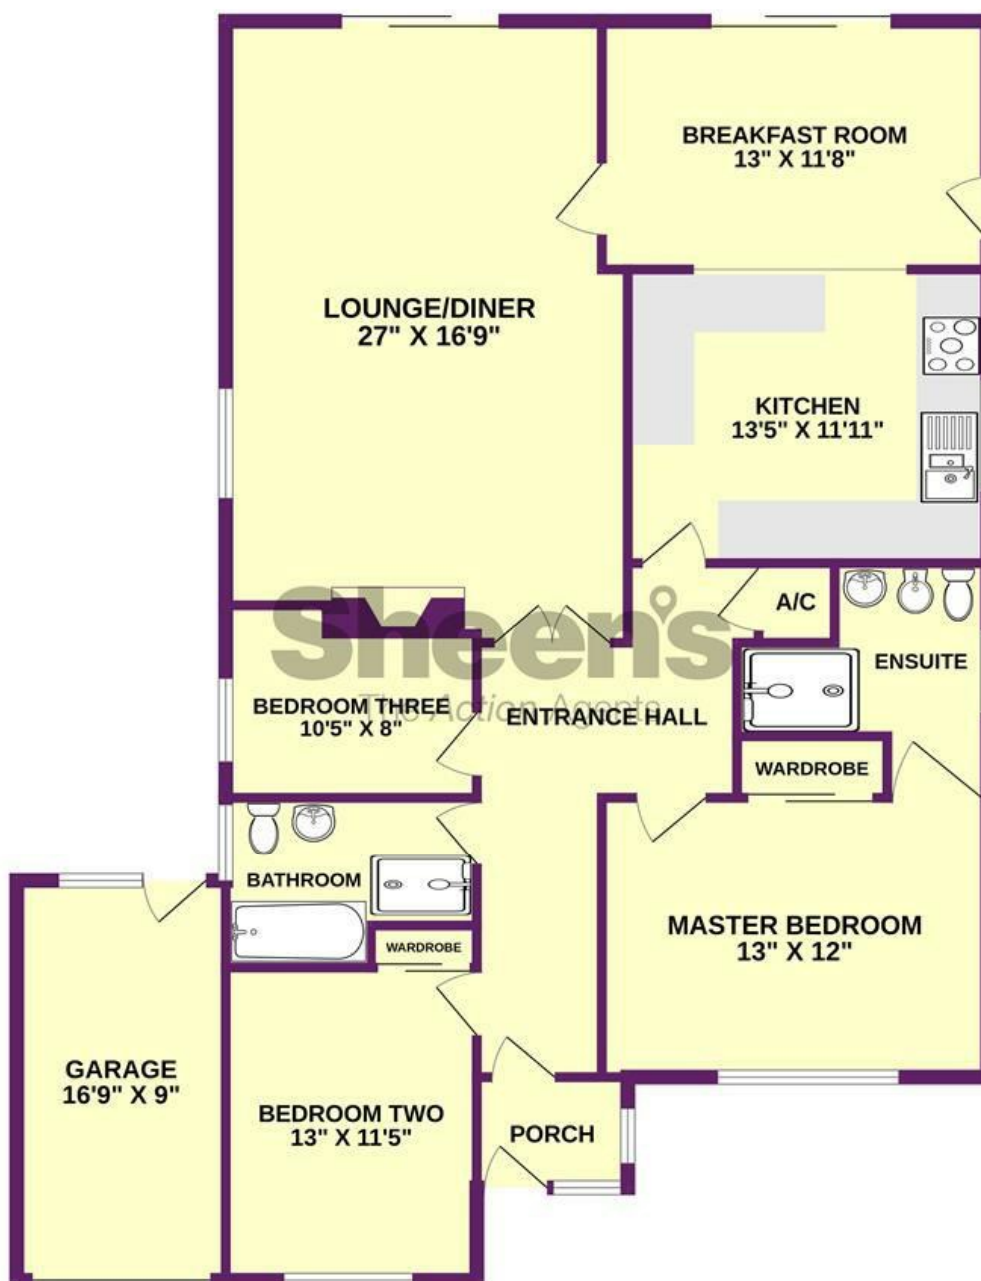 BREAKFAST ROOM
13" X 11'8"
LOUNGE/DINER
27" X 16'9"
KITCHEN
13'5" X 11'11"
A/C
Sheen's
The Action Agents
ENSUITE
BEDROOM THREE
10'5" X 8"
ENTRANCE HALL
WARDROBE
BATHROOM
WARDROBE
MASTER BEDROOM
13" X 12"
GARAGE
16'9" X 9"
BEDROOM TWO
13" X 11'5"
PORCH